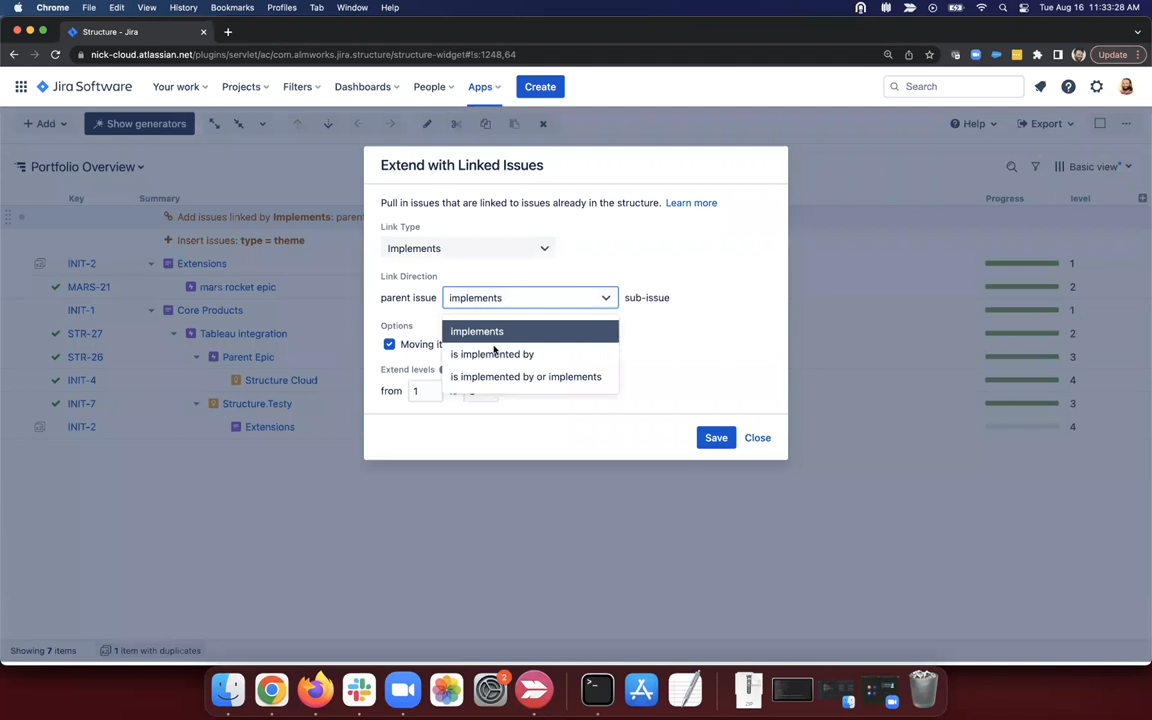 Chrome File Edit View History Bookmarks Profiles Tab Window Help Tue Aug 16 11:33:28 am
Structure - Jira
nick-cloud.atlassian.net/plugins/servlet/ac/com.almworks.jira.structure/structure-widget#!s:1248,64 Update
Jira Software Your work Projects Filters Dashboards People Apps Create Search
Add Show generators Help Export
Portfolio Overview Basic view
Key Summary Progress level
Add issues linked by Implements: parent
Insert issues: type = theme
INIT-2 Extensions 1
MARS-21 mars rocket epic 2
INIT-1 Core Products 1
STR-27 Tableau integration 2
STR-26 Parent Epic 3
INIT-4 Structure Cloud 4
INIT-7 Structure.Testy 3
INIT-2 Extensions 4
Extend with Linked Issues
Pull in issues that are linked to issues already in the structure. Learn more
Link Type
Implements
Link Direction
parent issue implements sub-issue
Options
Moving it
implements
is implemented by
is implemented by or implements
Extend levels
from 1
Save Close
Showing 7 items 1 item with duplicates
2
ZIP